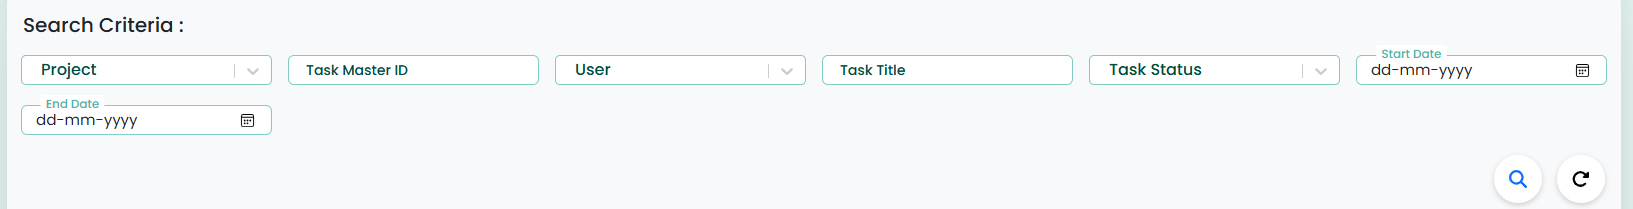 Search Criteria :
Project
Task Master ID
User
Task Title
Task Status
Start Date
dd-mm-yyyy
End Date
dd-mm-yyyy